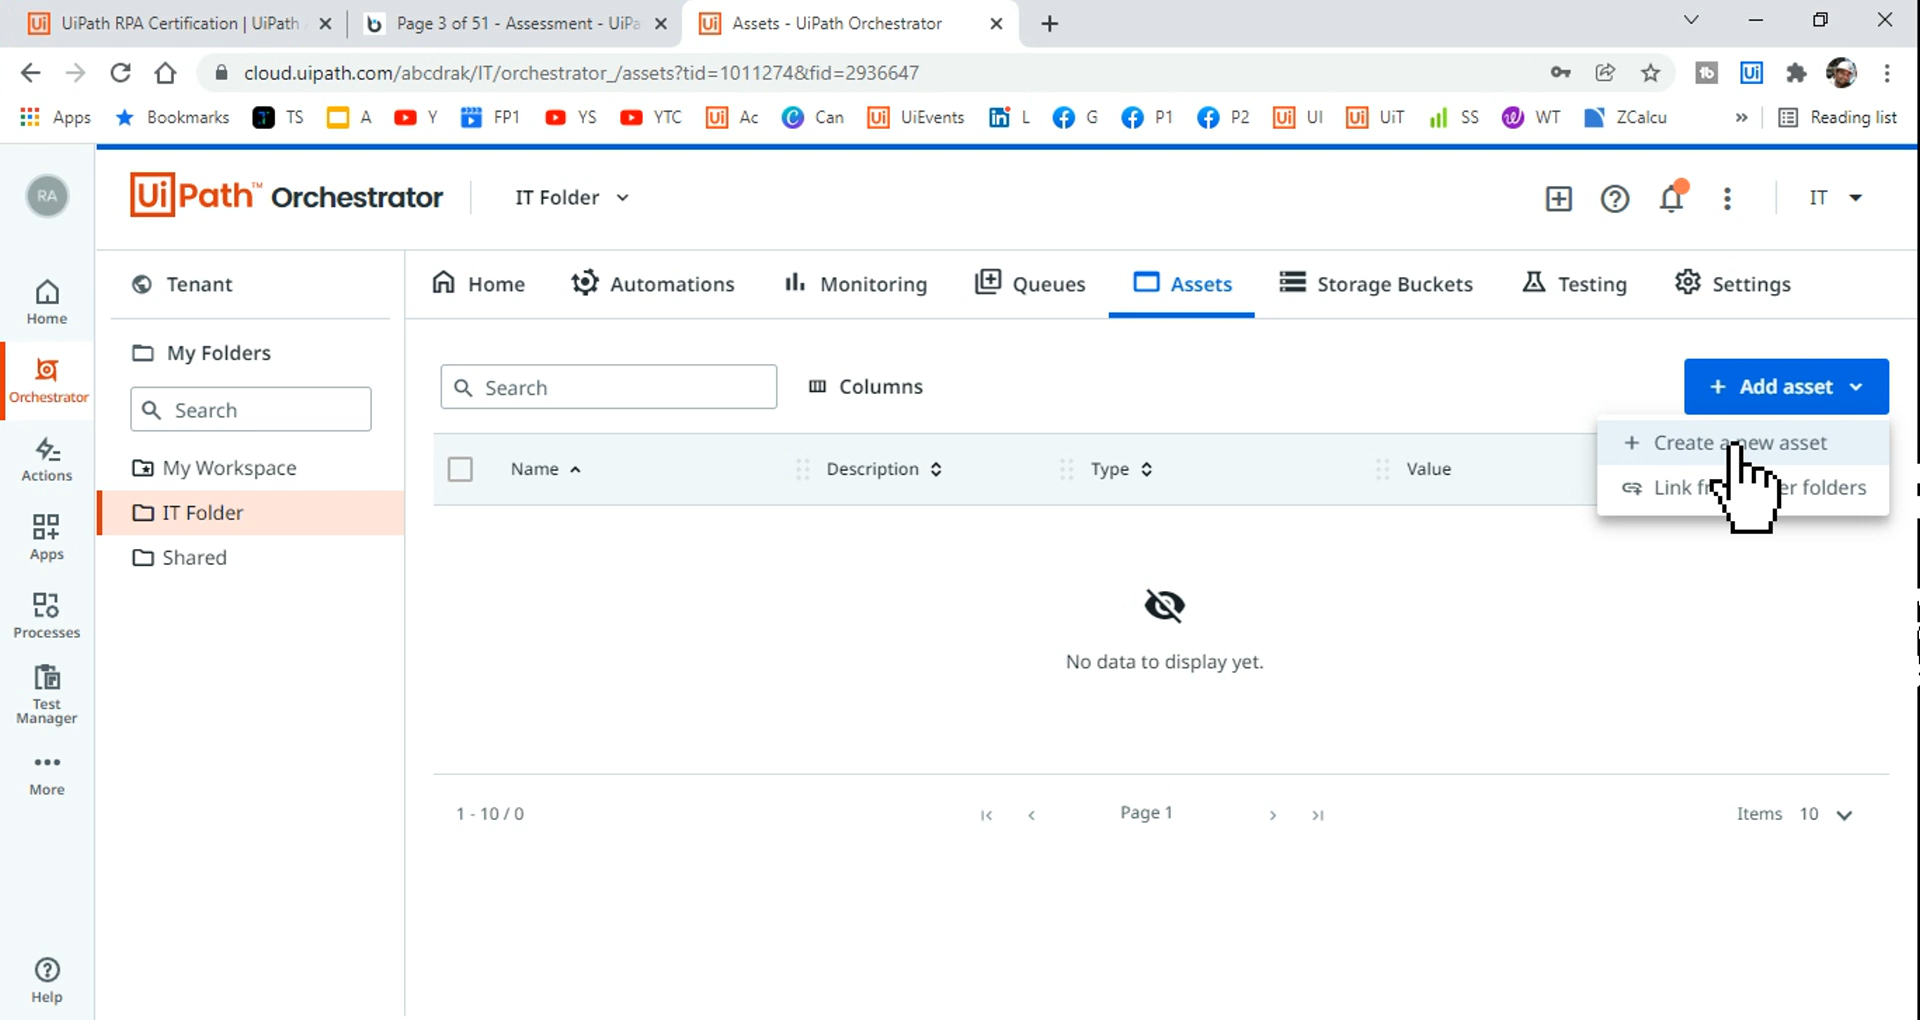 UiPath RPA Certification | UiPath
Page 3 of 51 - Assessment - UiPa
Assets - UiPath Orchestrator
cloud.uipath.com/abcdrak/IT/orchestrator_/assets?tid=1011274&fid=2936647
Apps
Bookmarks
TS
A
Y
FP1
YS
YTC
Ac
Can
UiEvents
L
G
P1
P2
UI
UiT
SS
WT
ZCalcu
»
Reading list
RA
UiPath™ Orchestrator
IT Folder
IT
Home
Orchestrator
Actions
Apps
Processes
Test
Manager
More
Help
Tenant
My Folders
Search
My Workspace
IT Folder
Shared
Home
Automations
Monitoring
Queues
Assets
Storage Buckets
Testing
Settings
Search
Columns
+ Add asset
+ Create a new asset
Link folders
Name
Description
Type
Value
No data to display yet.
1 - 10 / 0
Page 1
Items 10